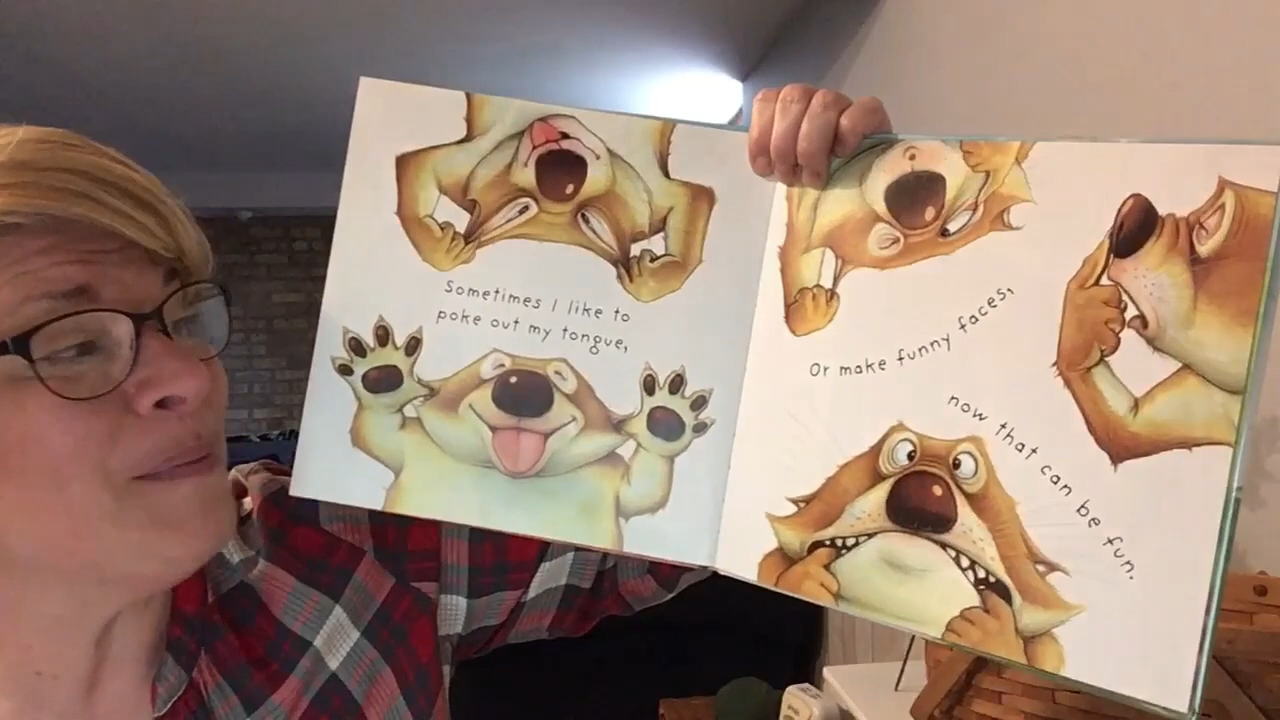 Sometimes I like to
poke out my tongue,
Or make funny faces,
now that can be fun.